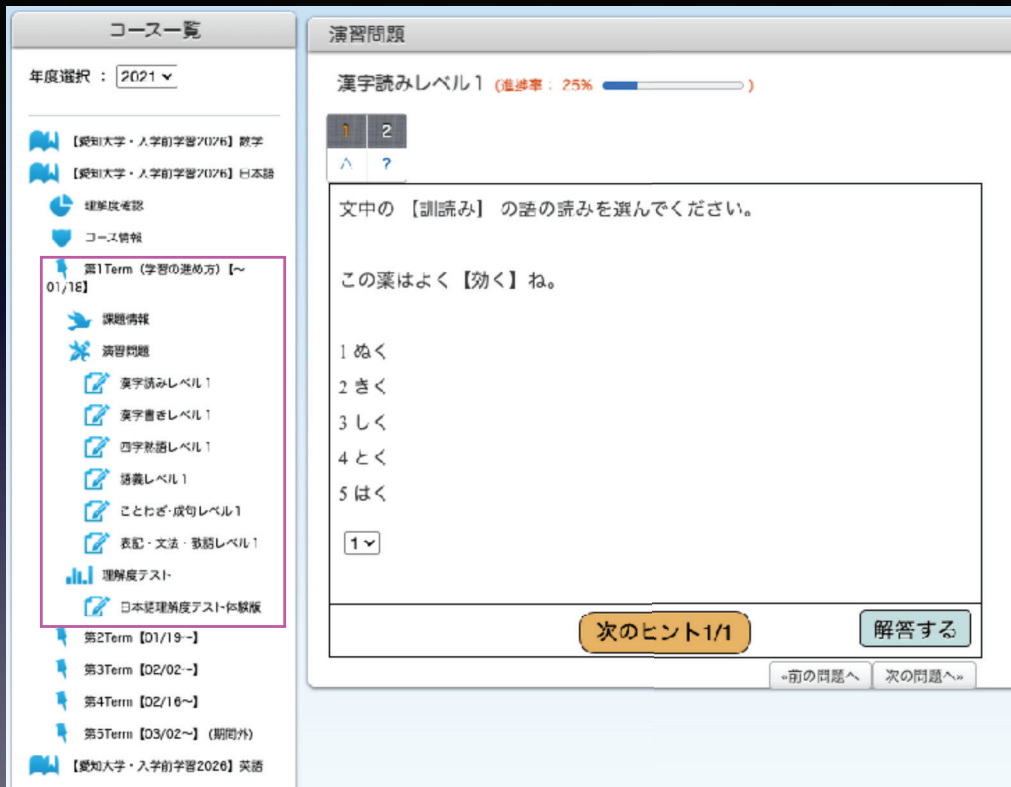 コース一覧
年度選択 ： 2021
【愛知大学・入学前学習2026】数学
【愛知大学・入学前学習2026】日本語
理解度確認
コース情報
第1Term（学習の進め方）【～
01/18】
課題情報
演習問題
漢字読みレベル1
漢字書きレベル1
四字熟語レベル1
語義レベル1
ことわざ・成句レベル1
表記・文法・敬語レベル1
理解度テスト
日本語理解度テスト体験版
第2Term【01/19～】
第3Term【02/02～】
第4Term【02/16～】
第5Term【03/02～】（期間外）
【愛知大学・入学前学習2026】英語
演習問題
漢字読みレベル1 (進捗率： 25% )
1 2
△ ?
文中の 【訓読み】 の語の読みを選んでください。
この薬はよく【効く】ね。
1 ぬく
2 きく
3 しく
4 とく
5 はく
1
次のヒント1/1
解答する
«前の問題へ 次の問題へ»